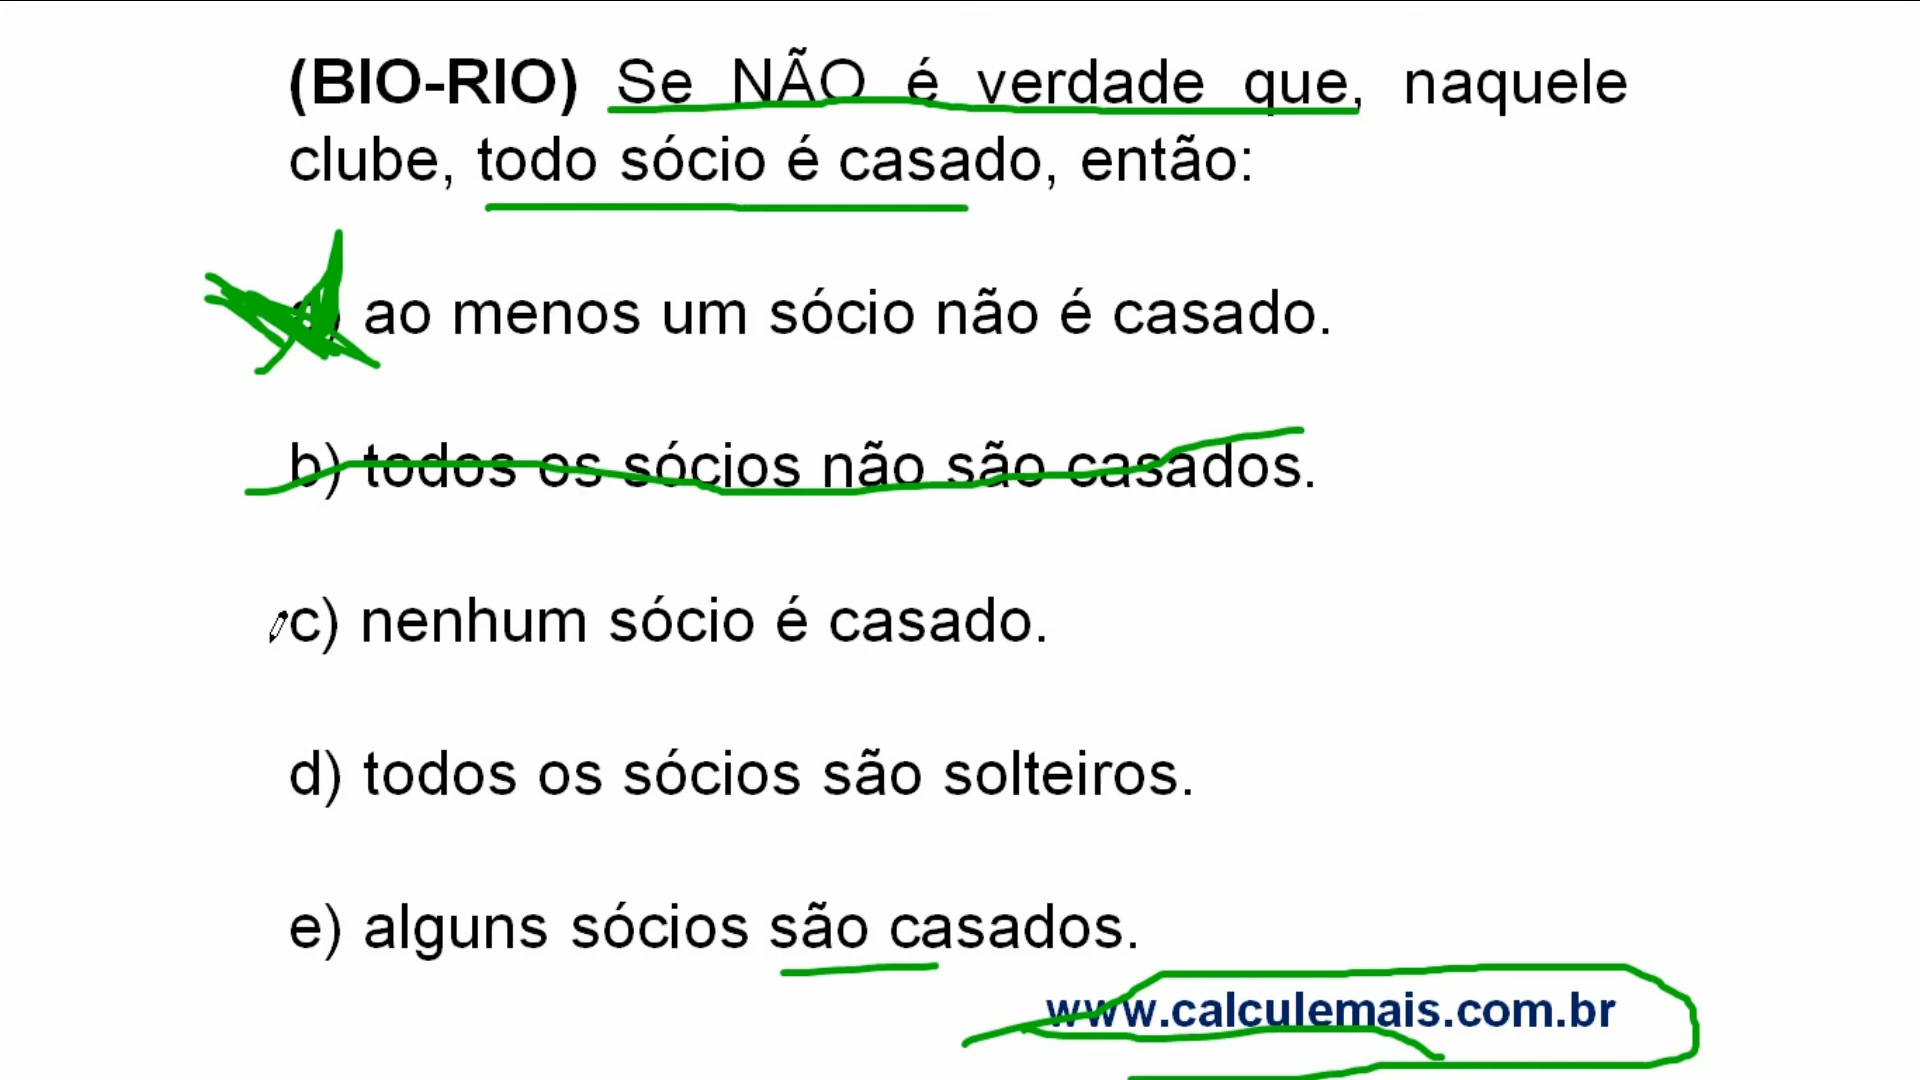 (BIO-RIO) Se NÃO é verdade que, naquele
clube, todo sócio é casado, então:
ao menos um sócio não é casado.
b) todos os sócios não são casados.
c) nenhum sócio é casado.
d) todos os sócios são solteiros.
e) alguns sócios são casados.
www.calculemais.com.br